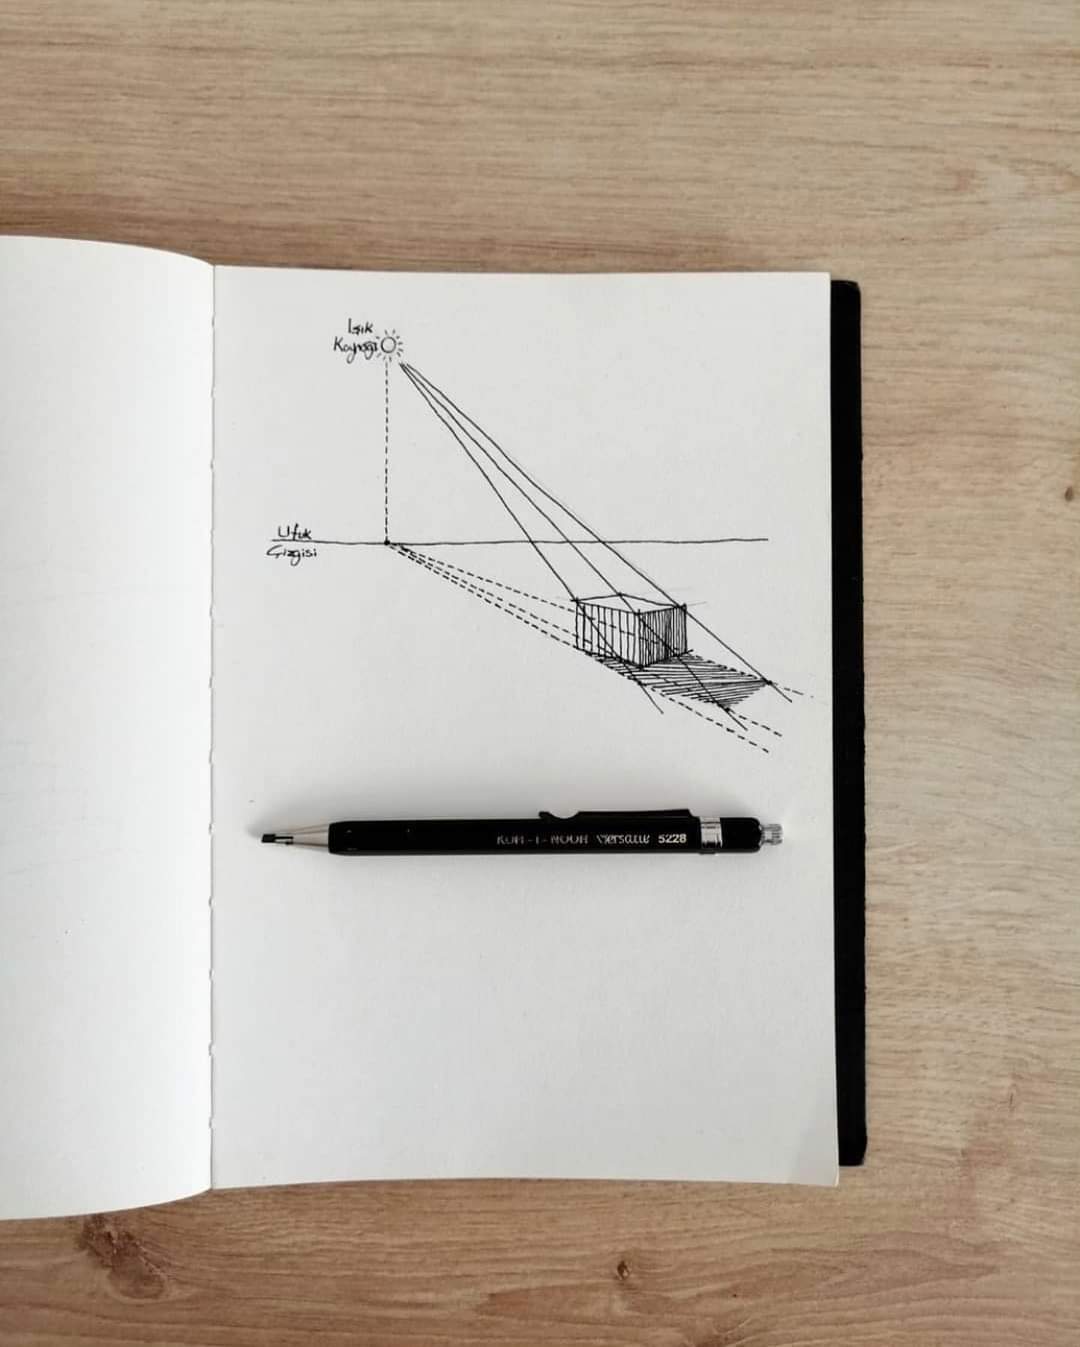 Işık
Kaynağı
Ufuk
Çizgisi
KOH-I-NOOR Versatil 5228